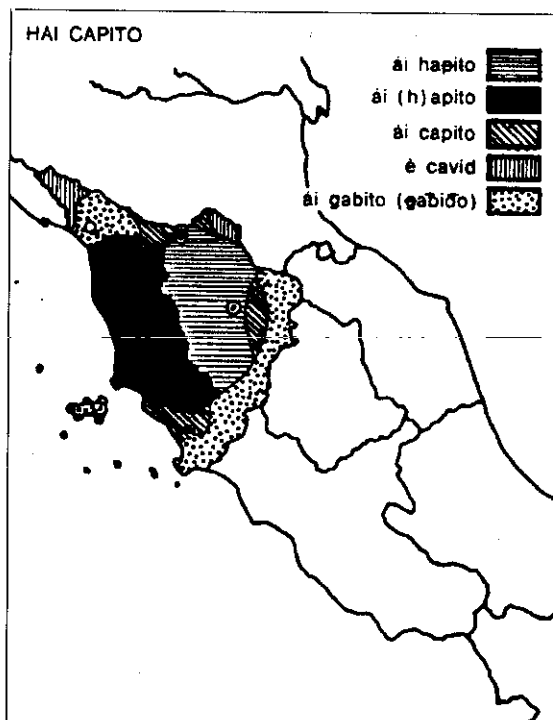 HAI CAPITO
ái hapito
ái (h)apito
ái capito
è cavid
ái gabito (gabido)